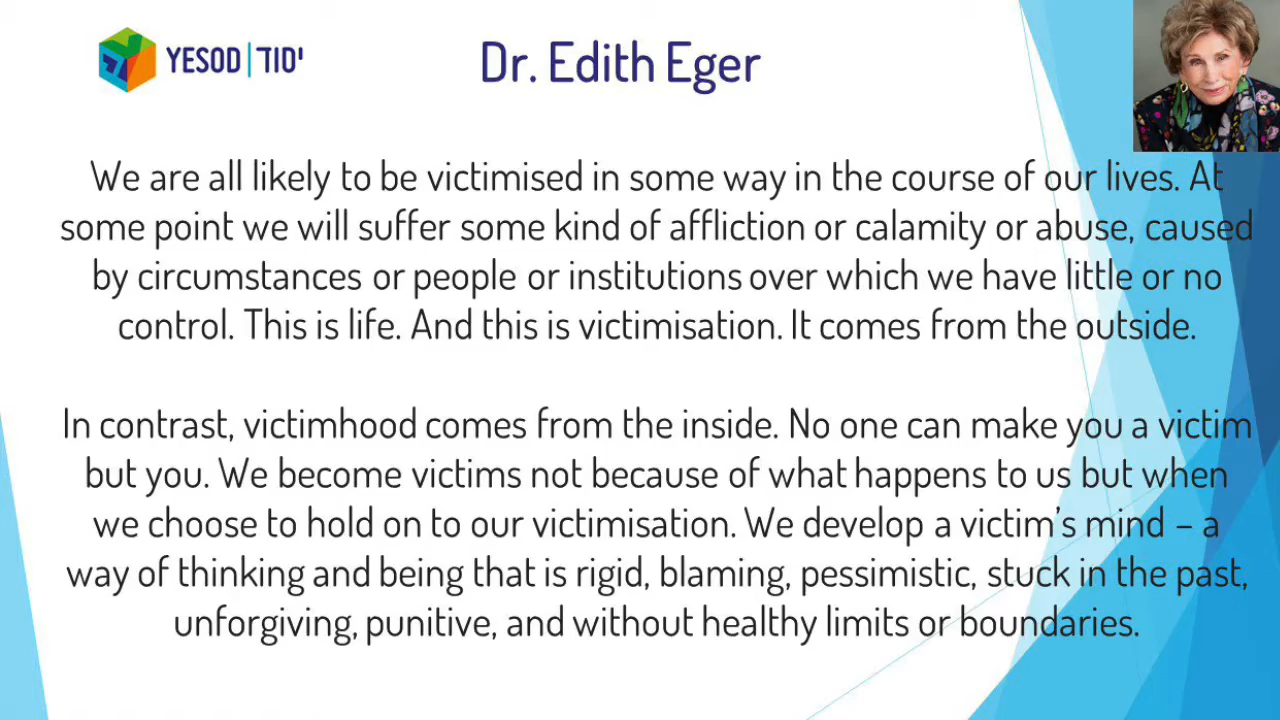 YESOD | יסוד
Dr. Edith Eger
We are all likely to be victimised in some way in the course of our lives. At
some point we will suffer some kind of affliction or calamity or abuse, caused
by circumstances or people or institutions over which we have little or no
control. This is life. And this is victimisation. It comes from the outside.
In contrast, victimhood comes from the inside. No one can make you a victim
but you. We become victims not because of what happens to us but when
we choose to hold on to our victimisation. We develop a victim’s mind – a
way of thinking and being that is rigid, blaming, pessimistic, stuck in the past,
unforgiving, punitive, and without healthy limits or boundaries.